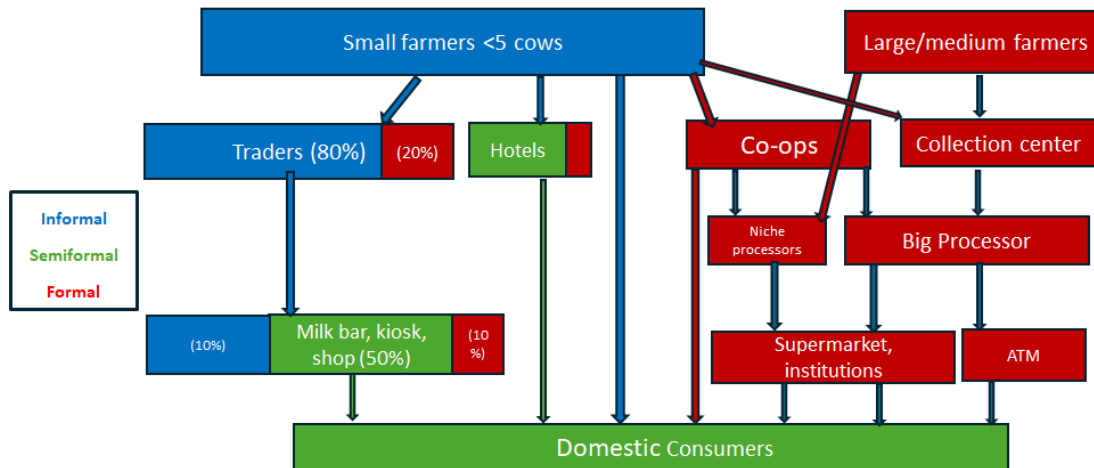 Small farmers <5 cows
Large/medium farmers
Traders (80%)
(20%)
Hotels
Co-ops
Collection center
Informal
Semiformal
Formal
Niche
processors
Big Processor
(10%)
Milk bar, kiosk,
shop (50%)
(10
%)
Supermarket,
institutions
ATM
Domestic Consumers